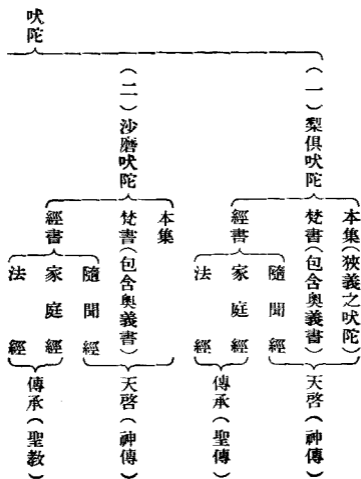 吠陀
(一)梨俱吠陀
本集(狹義之吠陀)
梵書(包含奧義書)
經書
隨聞經
家庭經
法經
天啓(神傳)
傳承(聖傳)
(二)沙磨吠陀
本集
梵書(包含奧義書)
經書
隨聞經
家庭經
法經
天啓(神傳)
傳承(聖教)